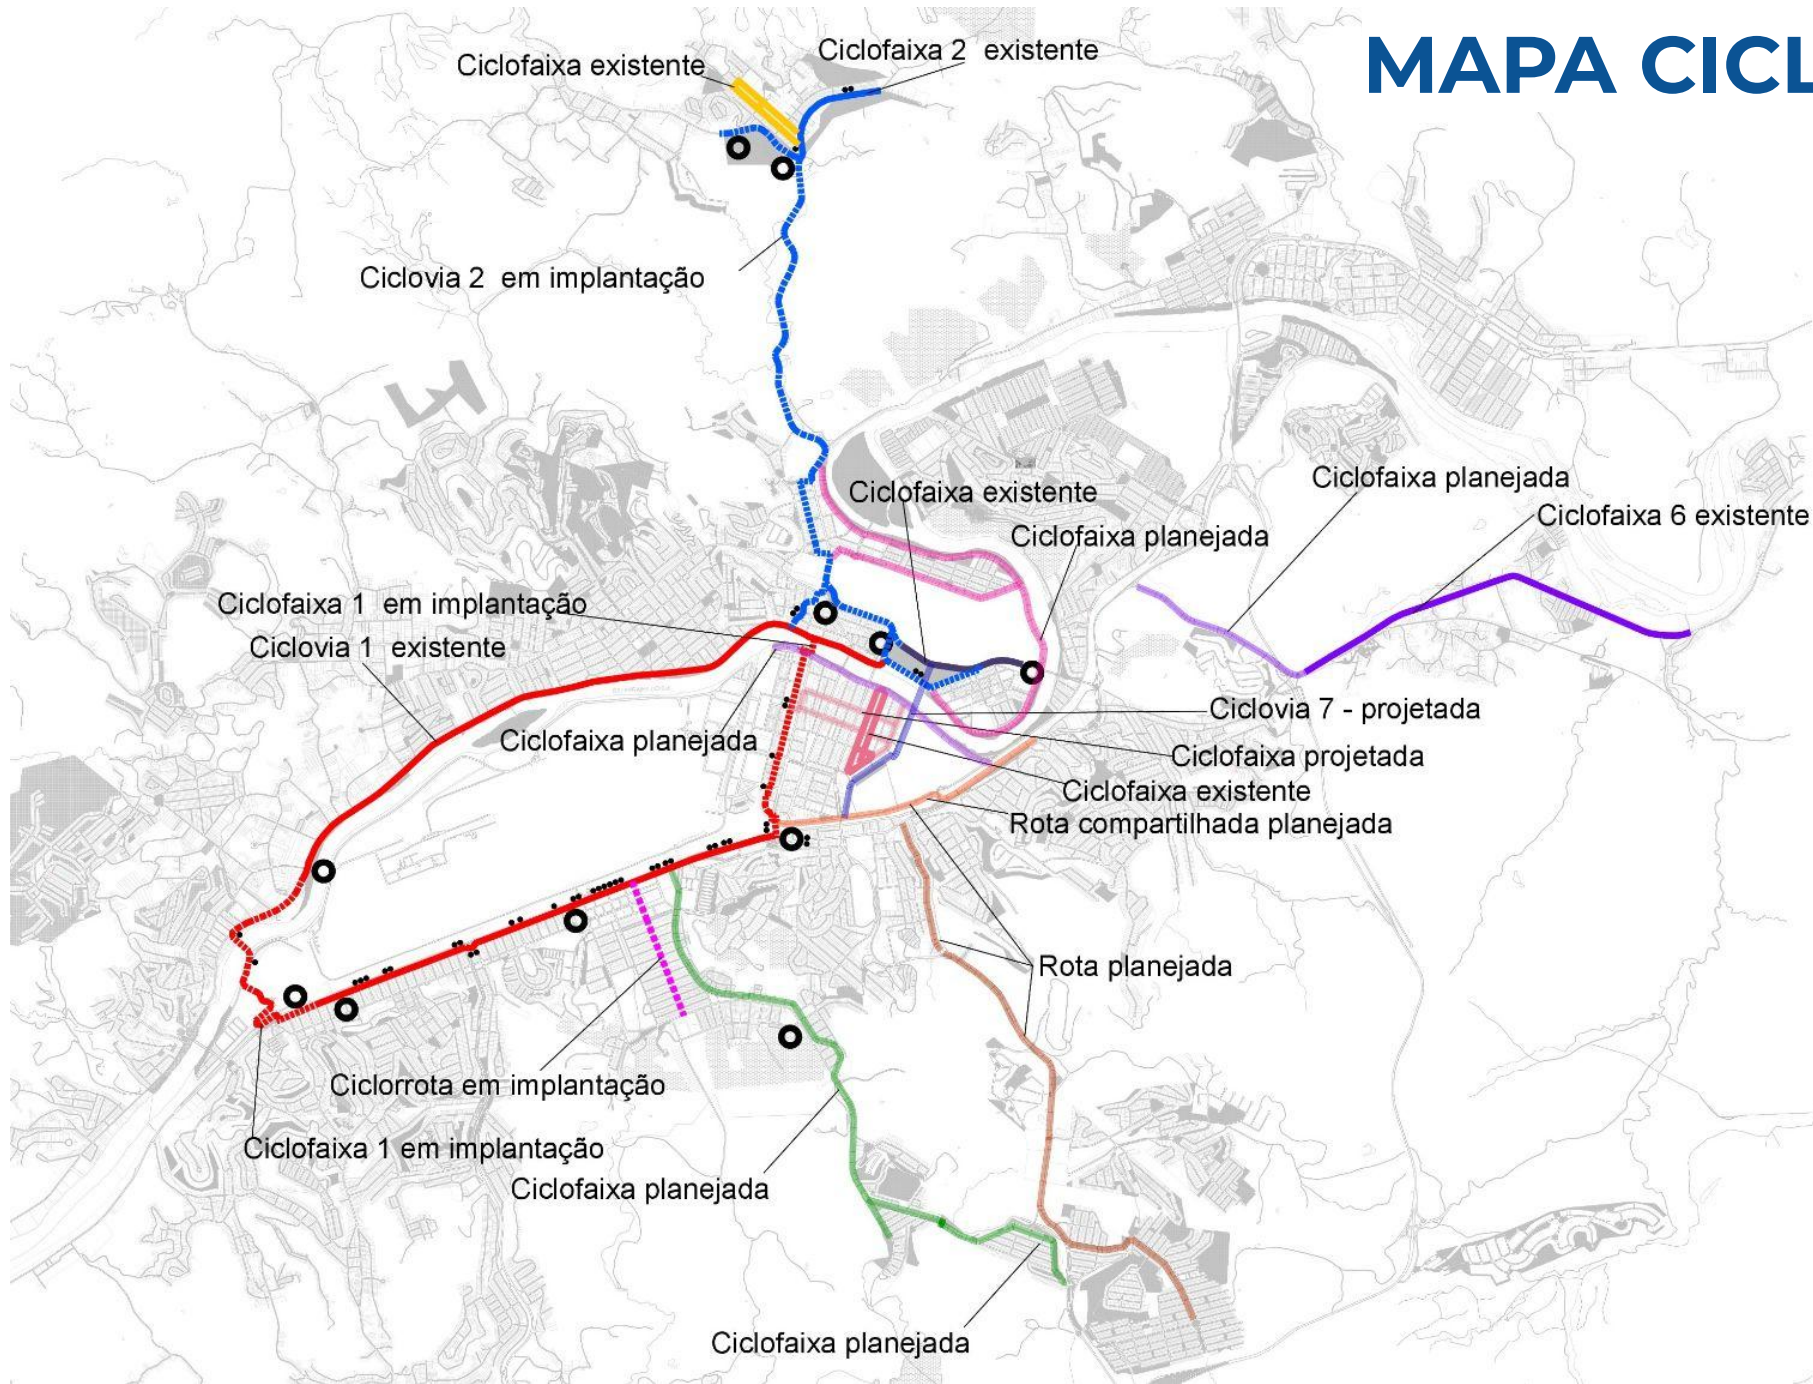 MAPA CICL
Ciclofaixa 2  existente
Ciclofaixa existente
Ciclovia 2  em implantação
Ciclofaixa planejada
Ciclofaixa existente
Ciclofaixa 6 existente
Ciclofaixa planejada
Ciclofaixa 1  em implantação
Ciclovia 1  existente
Ciclovia 7 - projetada
Ciclofaixa planejada
Ciclofaixa projetada
Ciclofaixa existente
Rota compartilhada planejada
Rota planejada
Ciclorrota em implantação
Ciclofaixa 1 em implantação
Ciclofaixa planejada
Ciclofaixa planejada